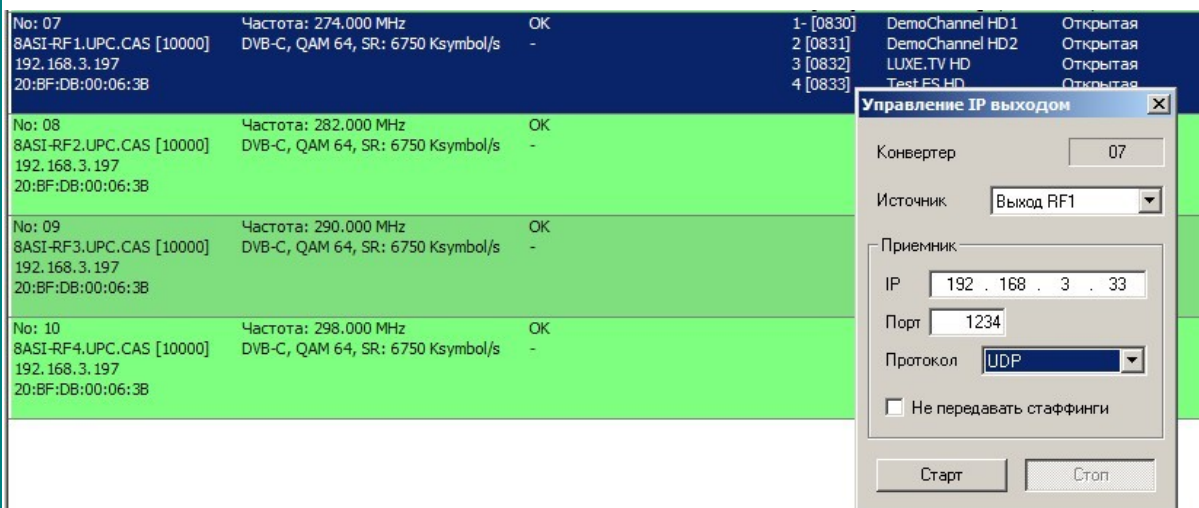 No: 07 Частота: 274.000 MHz OK 1- [0830] DemoChannel HD1 Открытая
8ASI-RF1.UPC.CAS [10000] DVB-C, QAM 64, SR: 6750 Ksymbol/s - 2 [0831] DemoChannel HD2 Открытая
192.168.3.197 3 [0832] LUXE.TV HD Открытая
20:BF:DB:00:06:3B 4 [0833] Test ES HD Открытая
No: 08 Частота: 282.000 MHz OK
8ASI-RF2.UPC.CAS [10000] DVB-C, QAM 64, SR: 6750 Ksymbol/s -
192.168.3.197
20:BF:DB:00:06:3B
No: 09 Частота: 290.000 MHz OK
8ASI-RF3.UPC.CAS [10000] DVB-C, QAM 64, SR: 6750 Ksymbol/s -
192.168.3.197
20:BF:DB:00:06:3B
No: 10 Частота: 298.000 MHz OK
8ASI-RF4.UPC.CAS [10000] DVB-C, QAM 64, SR: 6750 Ksymbol/s -
192.168.3.197
20:BF:DB:00:06:3B
Управление IP выходом
Конвертер 07
Источник Выход RF1
Приемник
IP 192 . 168 . 3 . 33
Порт 1234
Протокол UDP
Не передавать стаффинги
Старт Стоп